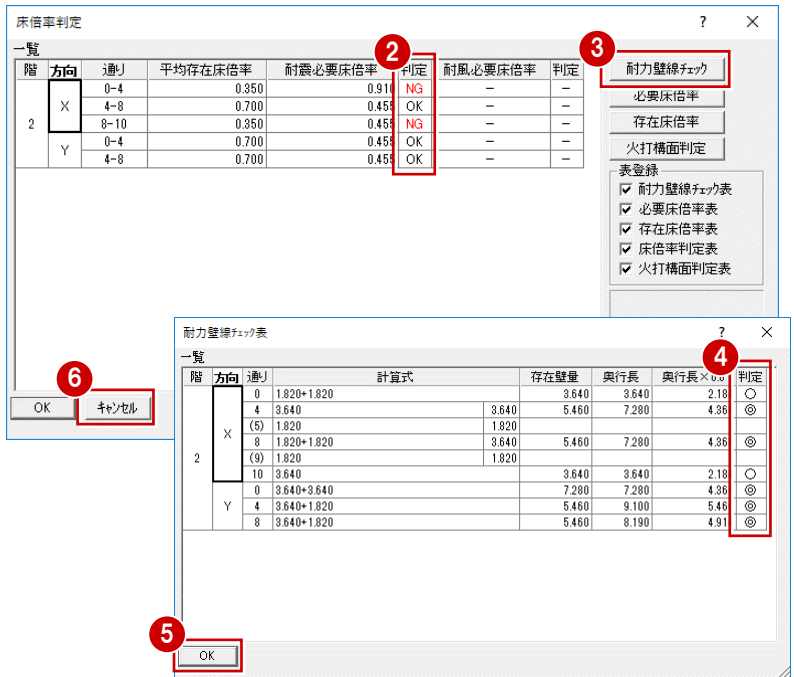 床倍率判定 ? ×
一覧
階 方向 通り 平均存在床倍率 耐震必要床倍率 判定 耐風必要床倍率 判定
2 X 0-4 0.350 0.910 NG － －
4-8 0.700 0.455 OK － －
8-10 0.350 0.455 NG － －
Y 0-4 0.700 0.455 OK － －
4-8 0.700 0.455 OK － －
2
3
耐力壁線ﾁｪｯｸ
必要床倍率
存在床倍率
火打構面判定
表登録
耐力壁線ﾁｪｯｸ表
必要床倍率表
存在床倍率表
床倍率判定表
火打構面判定表
6
OK ｷｬﾝｾﾙ
耐力壁線ﾁｪｯｸ表 ? ×
一覧
4
階 方向 通り 計算式 存在壁量 奥行長 奥行長× 判定
2 X 0 1.820+1.820 3.640 3.640 2.18 ○
4 3.640 3.640 5.460 7.280 4.36 ◎
(5) 1.820 1.820
8 1.820+1.820 3.640 5.460 7.280 4.36 ◎
(9) 1.820 1.820
10 3.640 3.640 3.640 2.18 ○
Y 0 3.640+3.640 7.280 7.280 4.36 ◎
4 3.640+1.820 5.460 9.100 5.46 ◎
8 3.640+1.820 5.460 8.190 4.91 ◎
5
OK